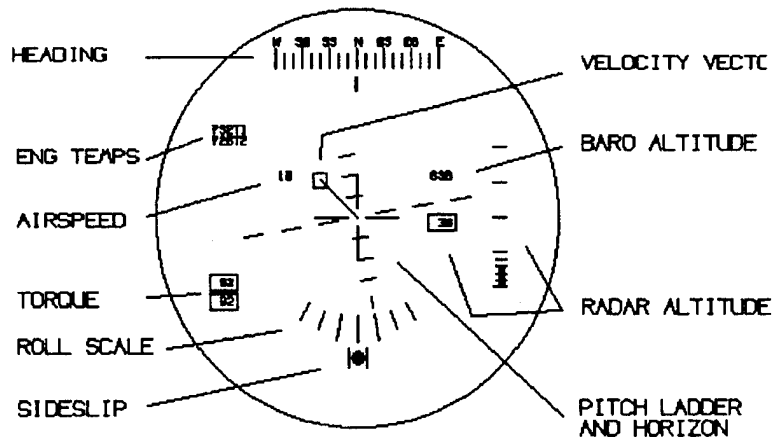 HEADING
W 30 33 N 03 06 E
VELOCITY VECTO
ENG TEMPS
BARO ALTITUDE
AIRSPEED
TORQUE
RADAR ALTITUDE
ROLL SCALE
SIDESLIP
PITCH LADDER
AND HORIZON